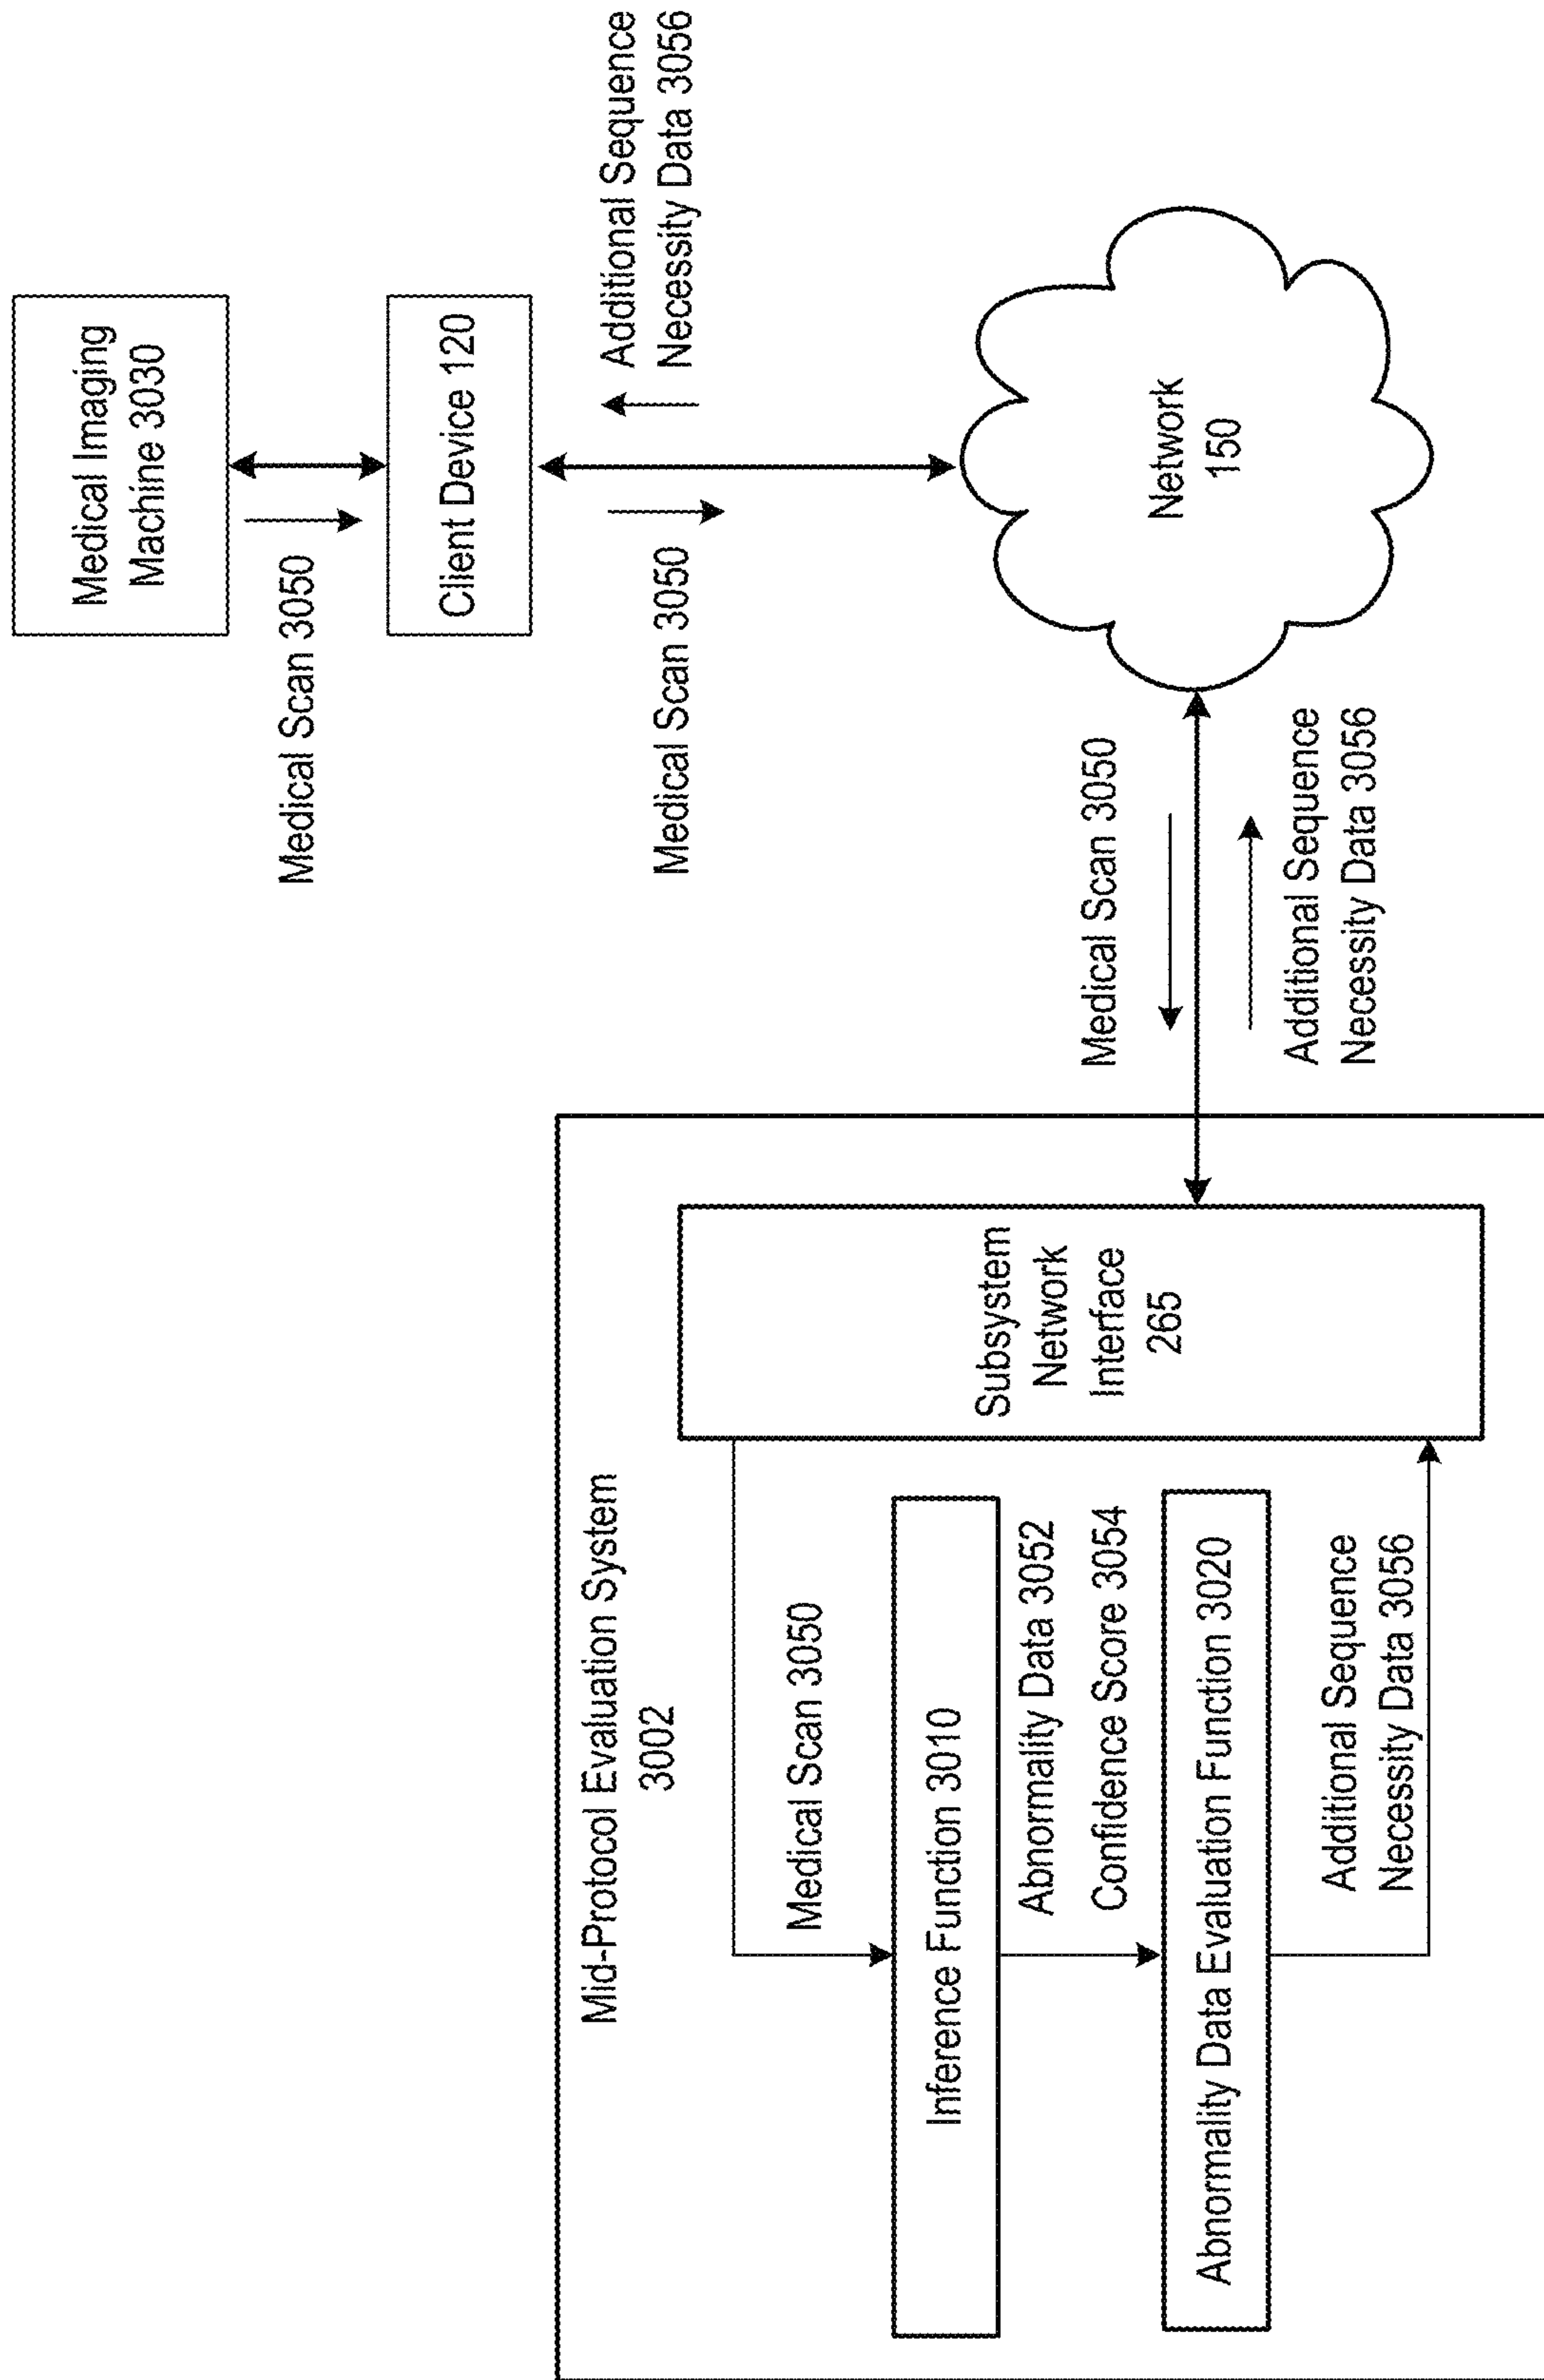 Mid-Protocol Evaluation System
3002
Medical Scan 3050
Inference Function 3010
Abnormality Data 3052
Confidence Score 3054
Abnormality Data Evaluation Function 3020
Additional Sequence
Necessity Data 3056
Subsystem
Network
Interface
265
Medical Scan 3050
Additional Sequence
Necessity Data 3056
Medical Imaging
Machine 3030
Medical Scan 3050
Client Device 120
Medical Scan 3050
Additional Sequence
Necessity Data 3056
Network
150